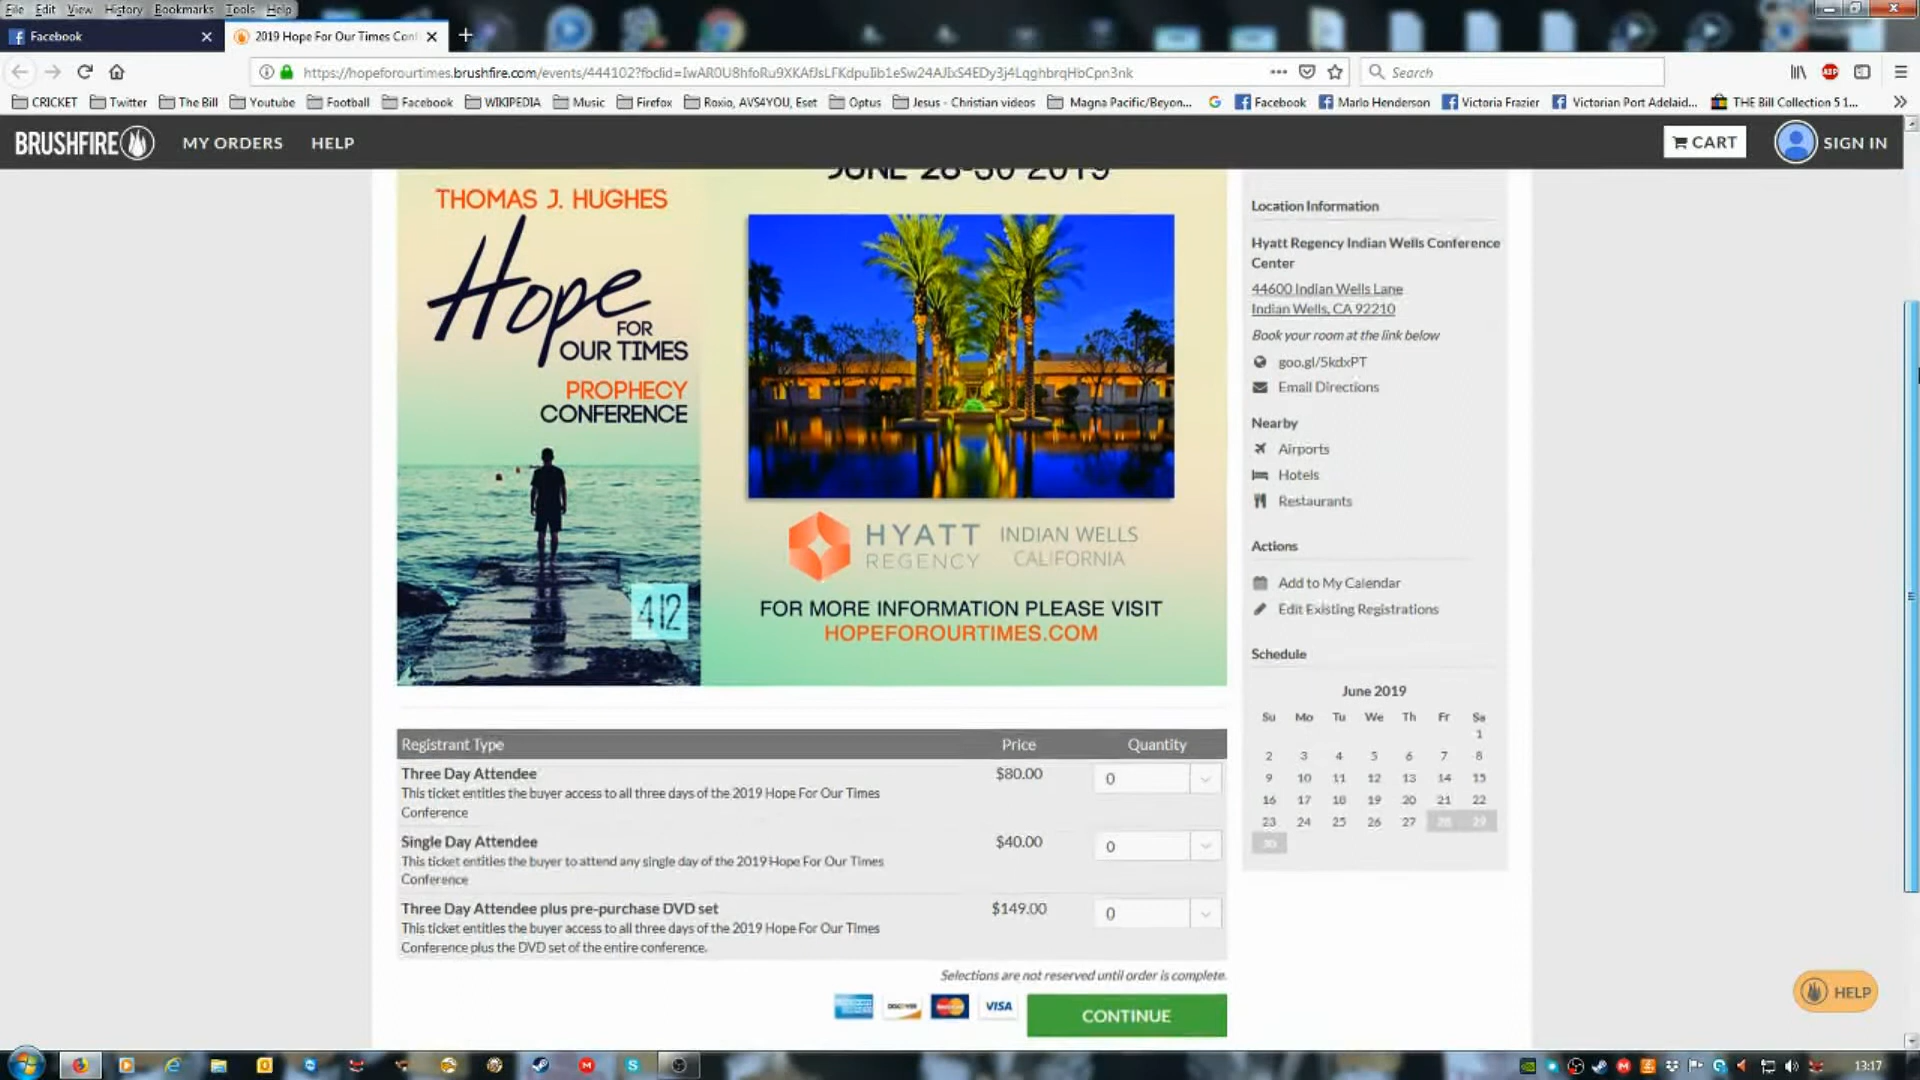 File Edit View History Bookmarks Tools Help
Facebook
2019 Hope For Our Times Conf
https://hopeforourtimes.brushfire.com/events/444102?
Search
CRICKET Twitter The Bill Youtube Football Facebook WIKIPEDIA Music Firefox Roxio, AVS4YOU, Eset Optus Jesus - Christian videos Magna Pacific/Beyon... Facebook Marlo Henderson Victoria Frazier Victorian Port Adelaid... THE Bill Collection 5 1...
BRUSHFIRE MY ORDERS HELP CART SIGN IN
JUNE 28-30 2019
THOMAS J. HUGHES
Hope
FOR
OUR TIMES
PROPHECY
CONFERENCE
412
HYATT
REGENCY
INDIAN WELLS
CALIFORNIA
FOR MORE INFORMATION PLEASE VISIT
HOPEFOROURTIMES.COM
Location Information
Hyatt Regency Indian Wells Conference
Center
44600 Indian Wells Lane
Indian Wells, CA 92210
Book your room at the link below
goo.gl/5kdxPT
Email Directions
Nearby
Airports
Hotels
Restaurants
Actions
Add to My Calendar
Edit Existing Registrations
Schedule
June 2019
Su Mo Tu We Th Fr Sa
1
2 3 4 5 6 7 8
9 10 11 12 13 14 15
16 17 18 19 20 21 22
23 24 25 26 27 28 29
30
Registrant Type Price Quantity
Three Day Attendee $80.00 0
This ticket entitles the buyer access to all three days of the 2019 Hope For Our Times
Conference
Single Day Attendee $40.00 0
This ticket entitles the buyer to attend any single day of the 2019 Hope For Our Times
Conference
Three Day Attendee plus pre-purchase DVD set $149.00 0
This ticket entitles the buyer access to all three days of the 2019 Hope For Our Times
Conference plus the DVD set of the entire conference.
Selections are not reserved until order is complete.
DISCOVER VISA CONTINUE
HELP
13:17